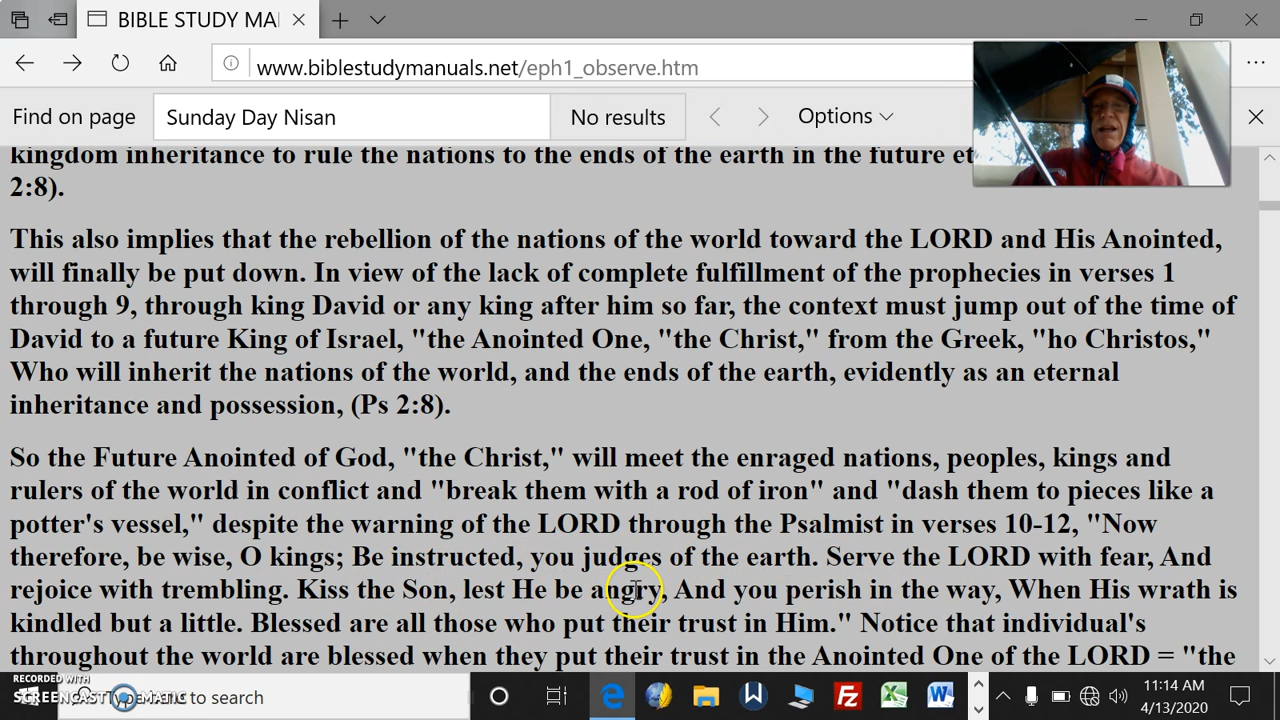 BIBLE STUDY MA
www.biblestudymanuals.net/eph1_observe.htm
Find on page
Sunday Day Nisan
No results
Options
kingdom inheritance to rule the nations to the ends of the earth in the future
2:8).
This also implies that the rebellion of the nations of the world toward the LORD and His Anointed,
will finally be put down. In view of the lack of complete fulfillment of the prophecies in verses 1
through 9, through king David or any king after him so far, the context must jump out of the time of
David to a future King of Israel, "the Anointed One, "the Christ," from the Greek, "ho Christos,"
Who will inherit the nations of the world, and the ends of the earth, evidently as an eternal
inheritance and possession, (Ps 2:8).
So the Future Anointed of God, "the Christ," will meet the enraged nations, peoples, kings and
rulers of the world in conflict and "break them with a rod of iron" and "dash them to pieces like a
potter's vessel," despite the warning of the LORD through the Psalmist in verses 10-12, "Now
therefore, be wise, O kings; Be instructed, you judges of the earth. Serve the LORD with fear, And
rejoice with trembling. Kiss the Son, lest He be angry, And you perish in the way, When His wrath is
kindled but a little. Blessed are all those who put their trust in Him." Notice that individual's
throughout the world are blessed when they put their trust in the Anointed One of the LORD = "the
RECORDED WITH
SCREENCAST-O-MATIC
to search
11:14 AM
4/13/2020